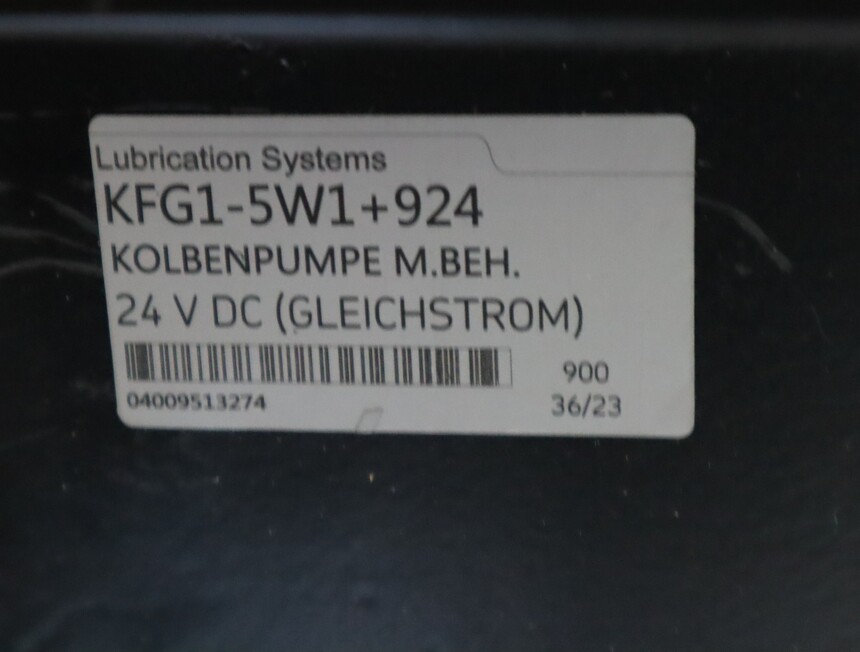 Lubrication Systems
KFG1-5W1+924
KOLBENPUMPE M.BEH.
24 V DC (GLEICHSTROM)
900
04009513274
36/23